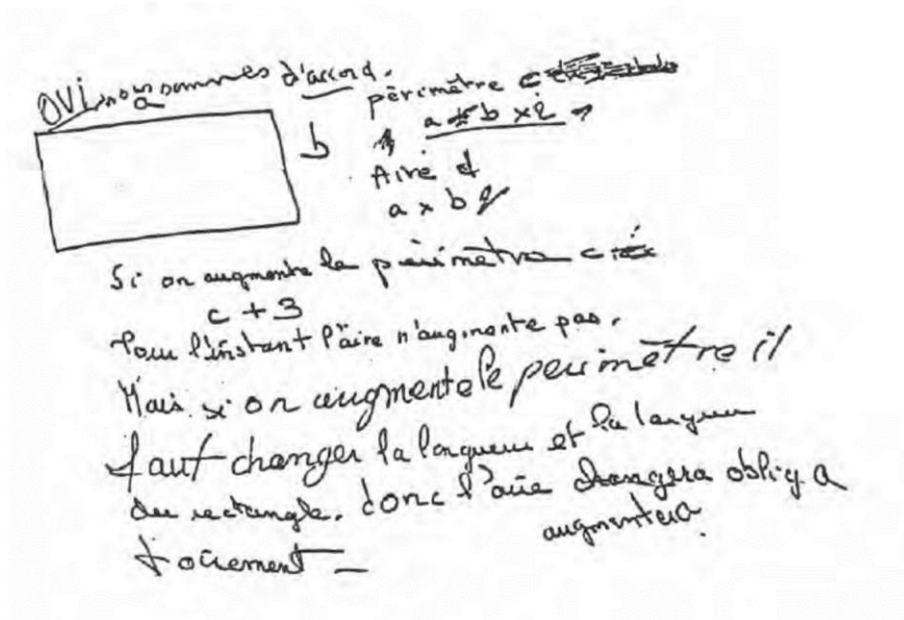 OUI nous sommes d'accord.
a
b
périmètre c
a + b x 2
Aire d
a x b
Si on augmente le périmètre c
c + 3
Pour l'instant l'aire n'augmente pas.
Mais si on augmente le périmètre il
faut changer la longueur et la largeur
du rectangle. donc l'aire changera oblig a
augmentera
toirement —